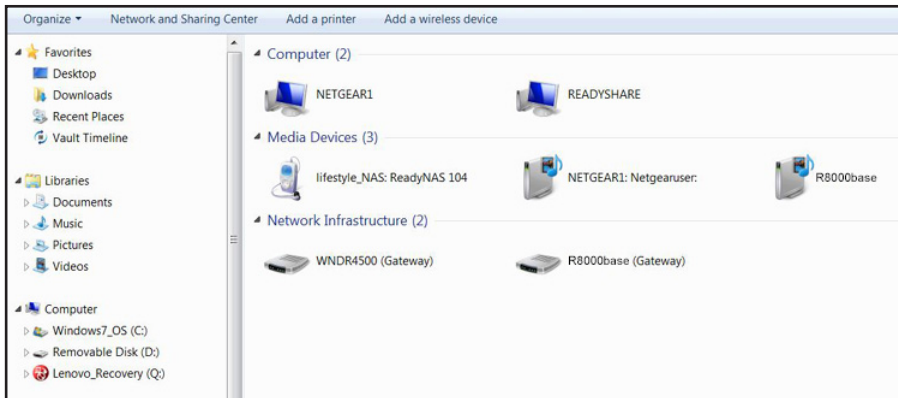 Organize Network and Sharing Center Add a printer Add a wireless device
Favorites
Desktop
Downloads
Recent Places
Vault Timeline
Libraries
Documents
Music
Pictures
Videos
Computer
Windows7_OS (C:)
Removable Disk (D:)
Lenovo_Recovery (Q:)
Computer (2)
NETGEAR1 READYSHARE
Media Devices (3)
lifestyle_NAS: ReadyNAS 104 NETGEAR1: Netgearuser: R8000base
Network Infrastructure (2)
WNDR4500 (Gateway) R8000base (Gateway)